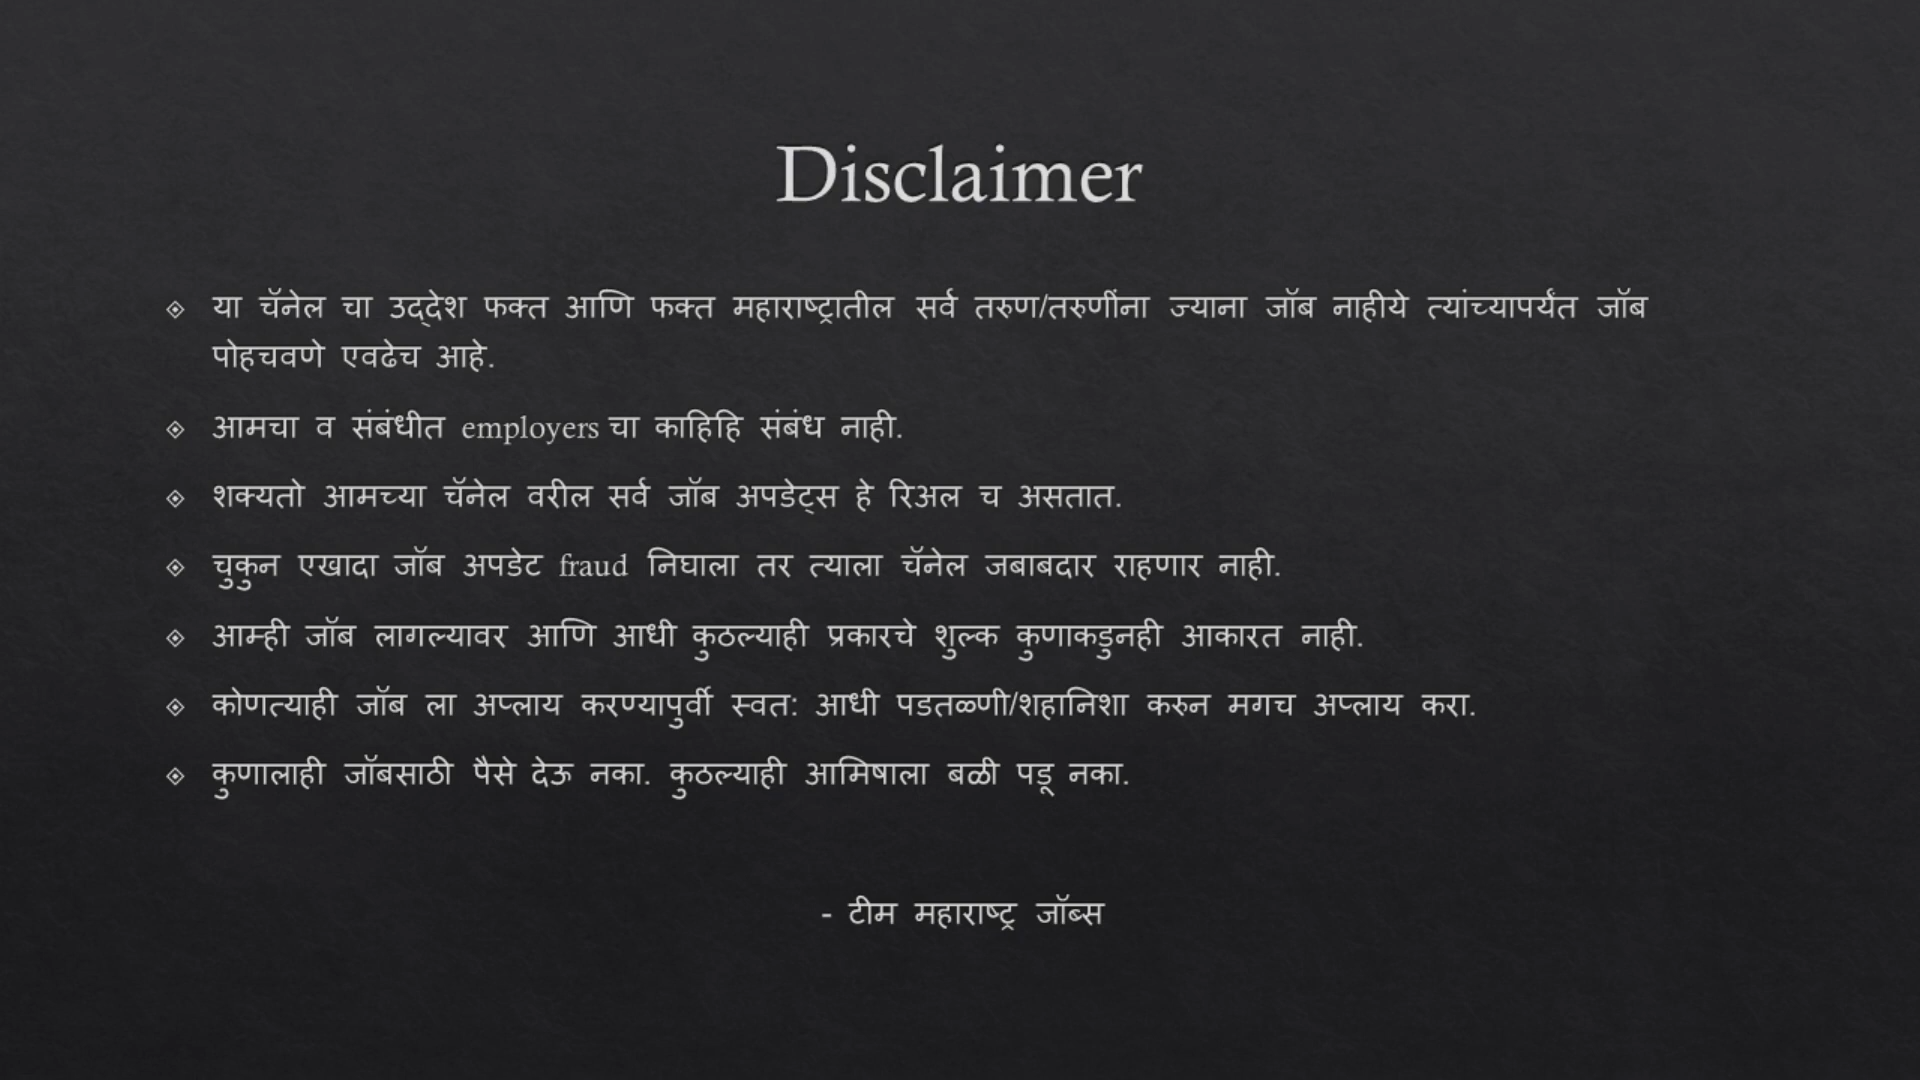 Disclaimer
या चॅनेल चा उद्देश फक्त आणि फक्त महाराष्ट्रातील सर्व तरुण/तरुणींना ज्याना जॉब नाहीये त्यांच्यापर्यंत जॉब
पोहचवणे एवढेच आहे.
आमचा व संबंधीत employers चा काहिहि संबंध नाही.
शक्यतो आमच्या चॅनेल वरील सर्व जॉब अपडेट्स हे रिअल च असतात.
चुकुन एखादा जॉब अपडेट fraud निघाला तर त्याला चॅनेल जबाबदार राहणार नाही.
आम्ही जॉब लागल्यावर आणि आधी कुठल्याही प्रकारचे शुल्क कुणाकडुनही आकारत नाही.
कोणत्याही जॉब ला अप्लाय करण्यापुर्वी स्वत: आधी पडतळ्णी/शहानिशा करुन मगच अप्लाय करा.
कुणालाही जॉबसाठी पैसे देऊ नका. कुठल्याही आमिषाला बळी पडू नका.
- टीम महाराष्ट्र जॉब्स